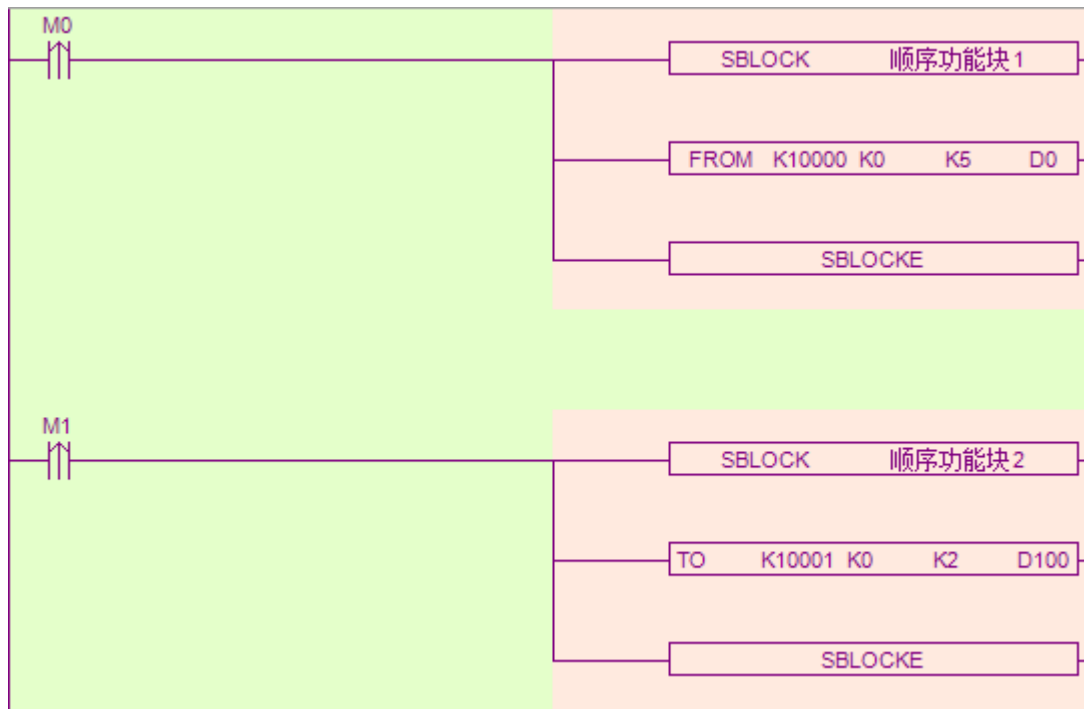 M0
SBLOCK 顺序功能块1
FROM K10000 K0 K5 D0
SBLOCKE
M1
SBLOCK 顺序功能块2
TO K10001 K0 K2 D100
SBLOCKE